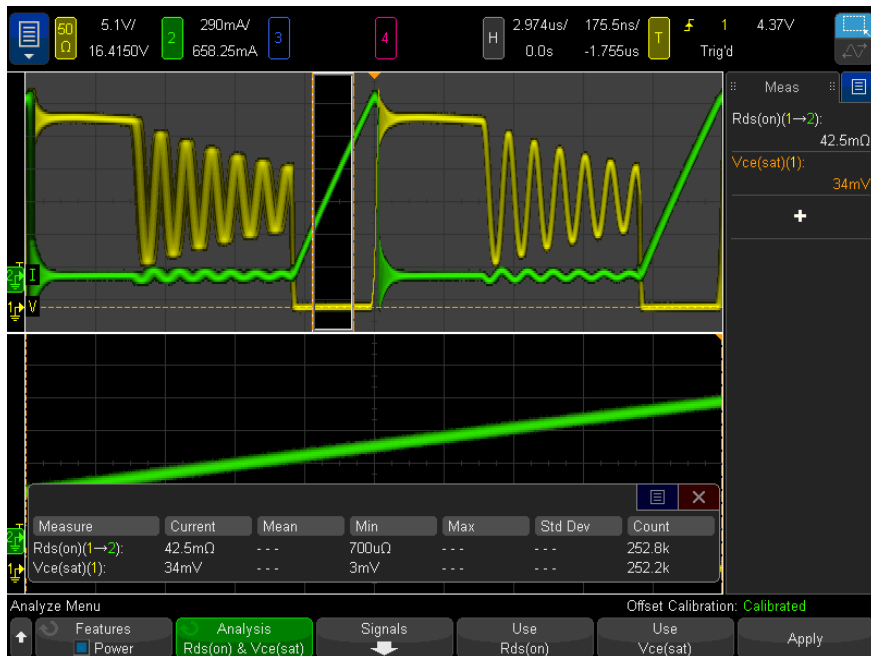 50 Ω 5.1V/ 2 290mA/ 3 4 H 2.974us/ 175.5ns/ T 1 4.37V
16.4150V 658.25mA 0.0s -1.755us Trig'd
Meas
Rds(on)(1→2):
42.5mΩ
Vce(sat)(1):
34mV
+
2 I
1 V
Measure Current Mean Min Max Std Dev Count
Rds(on)(1→2): 42.5mΩ --- 700uΩ --- --- 252.8k
Vce(sat)(1): 34mV --- 3mV --- --- 252.2k
2
1
Analyze Menu Offset Calibration: Calibrated
Features Analysis Signals Use Use Apply
Power Rds(on) & Vce(sat) Rds(on) Vce(sat)